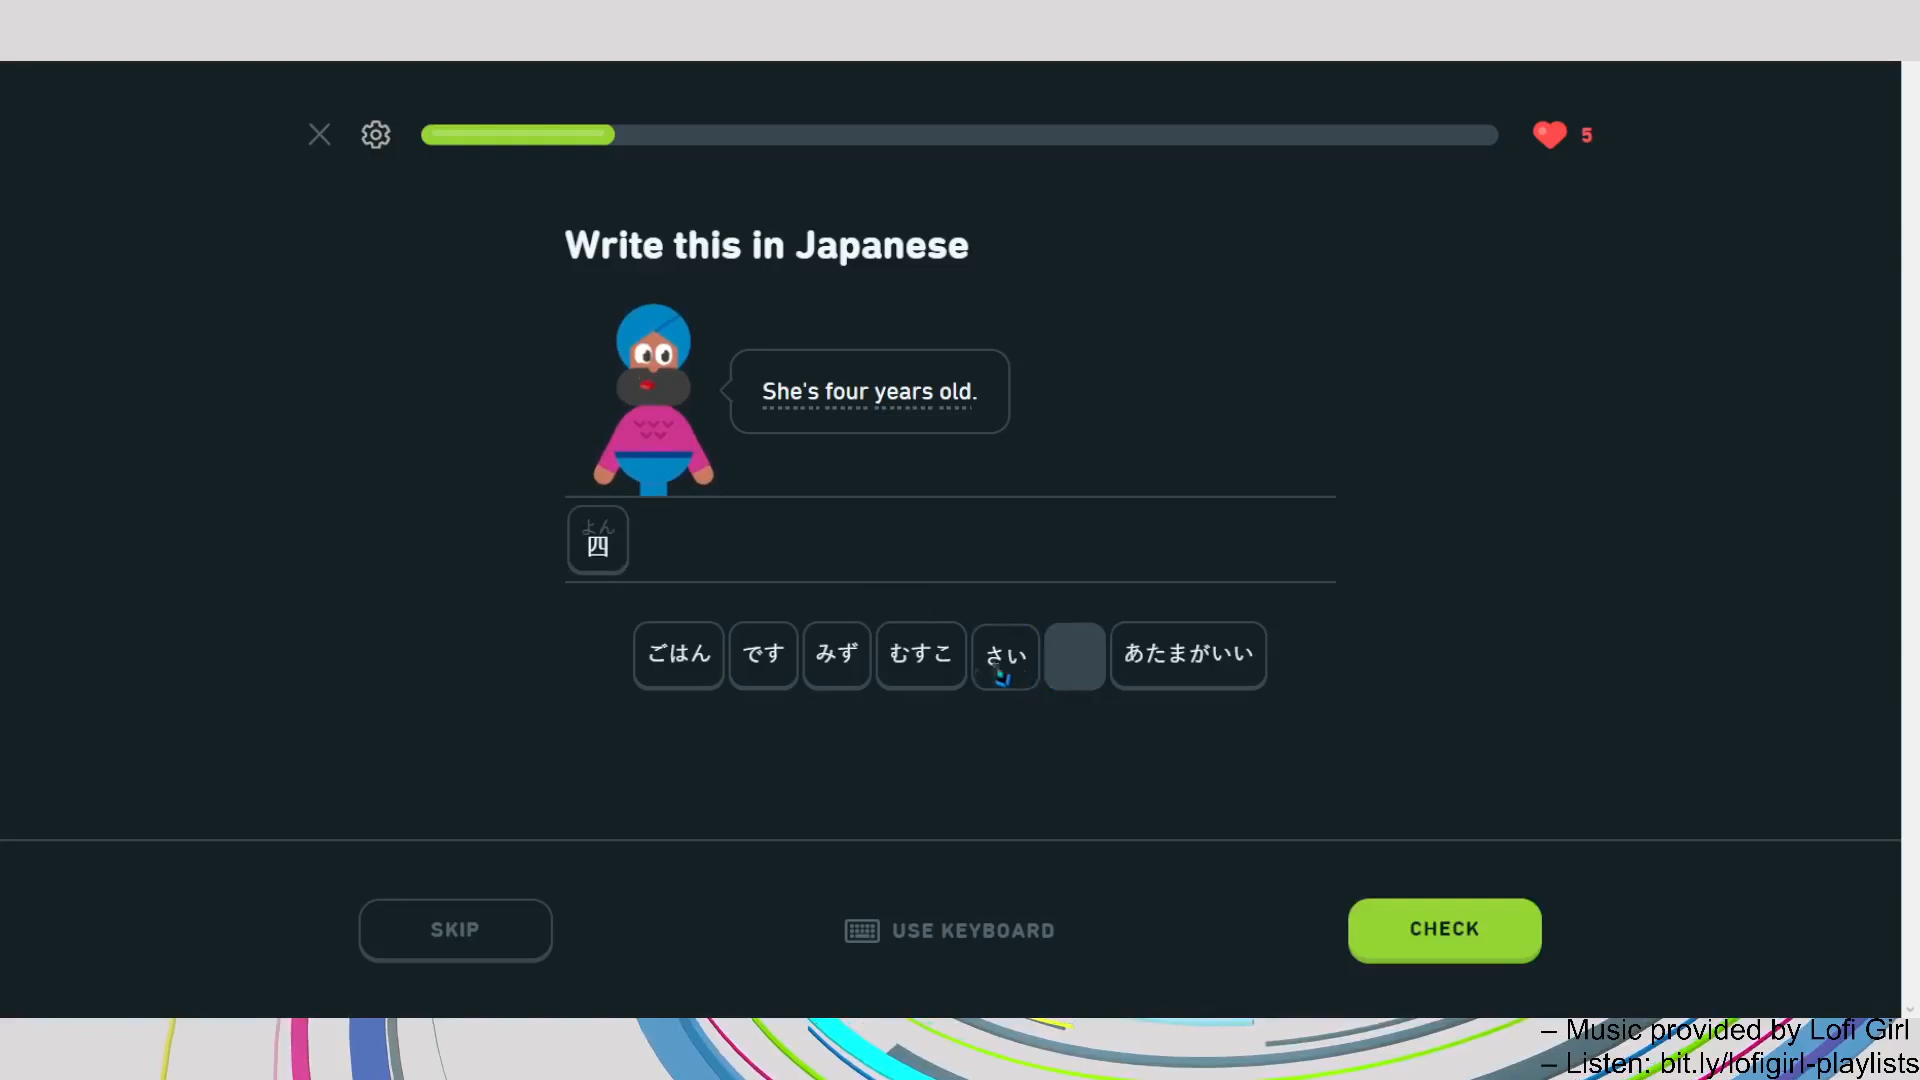 5
Write this in Japanese
She's four years old.
よん
四
ごはん です みず むすこ さい あたまがいい
SKIP USE KEYBOARD CHECK
– Music provided by Lofi Girl
– Listen: bit.ly/lofigirl-playlists